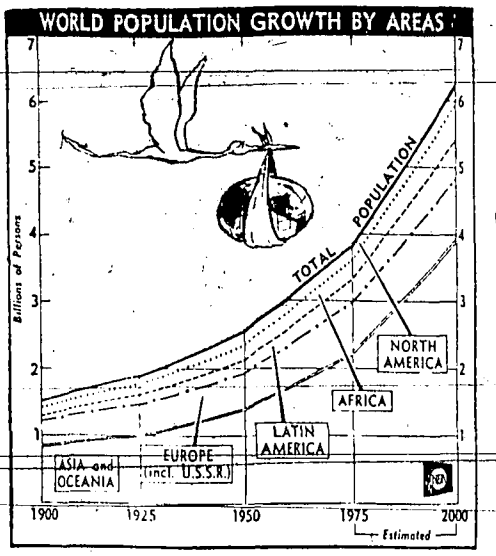 WORLD POPULATION GROWTH BY AREAS
7
7
6
6
5
5
4
4
3
3
2
2
1
1
Billions of Persons
TOTAL POPULATION
NORTH
AMERICA
AFRICA
LATIN
AMERICA
EUROPE
(incl. U.S.S.R.)
ASIA and
OCEANIA
NEA
1900
1925
1950
1975
2000
Estimated